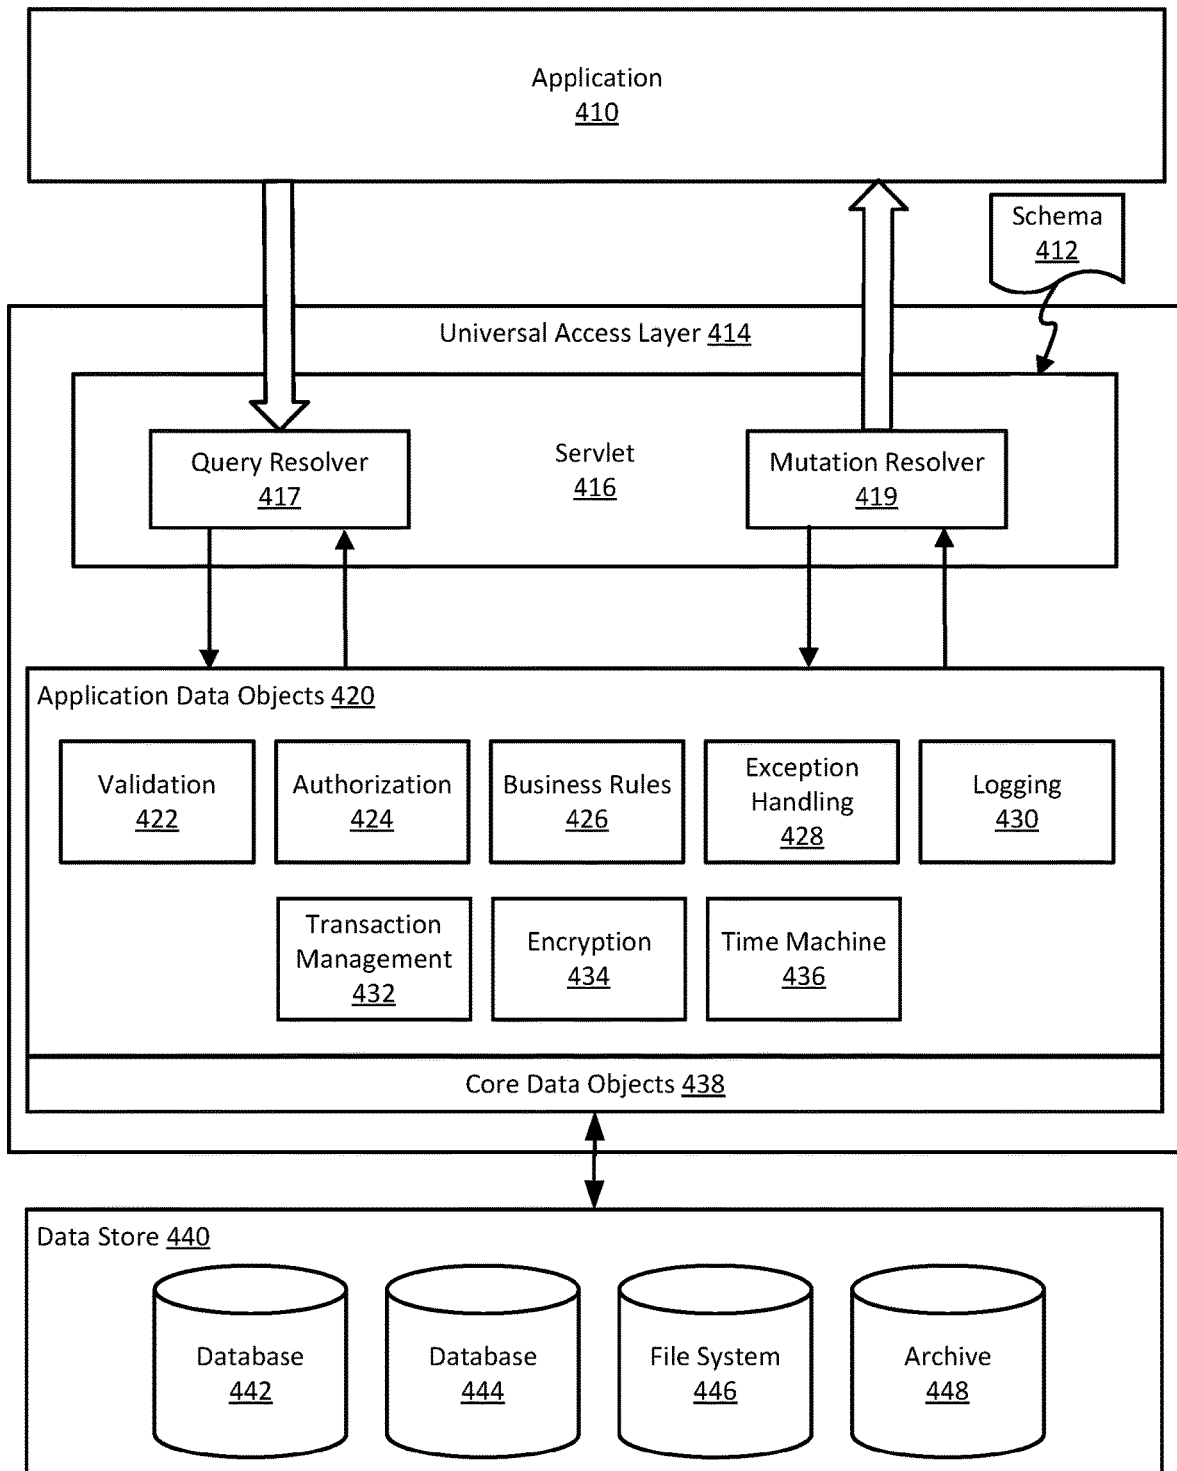 Application
410
Schema
412
Universal Access Layer 414
Query Resolver
417
Servlet
416
Mutation Resolver
419
Application Data Objects 420
Validation
422
Authorization
424
Business Rules
426
Exception
Handling
428
Logging
430
Transaction
Management
432
Encryption
434
Time Machine
436
Core Data Objects 438
Data Store 440
Database
442
Database
444
File System
446
Archive
448